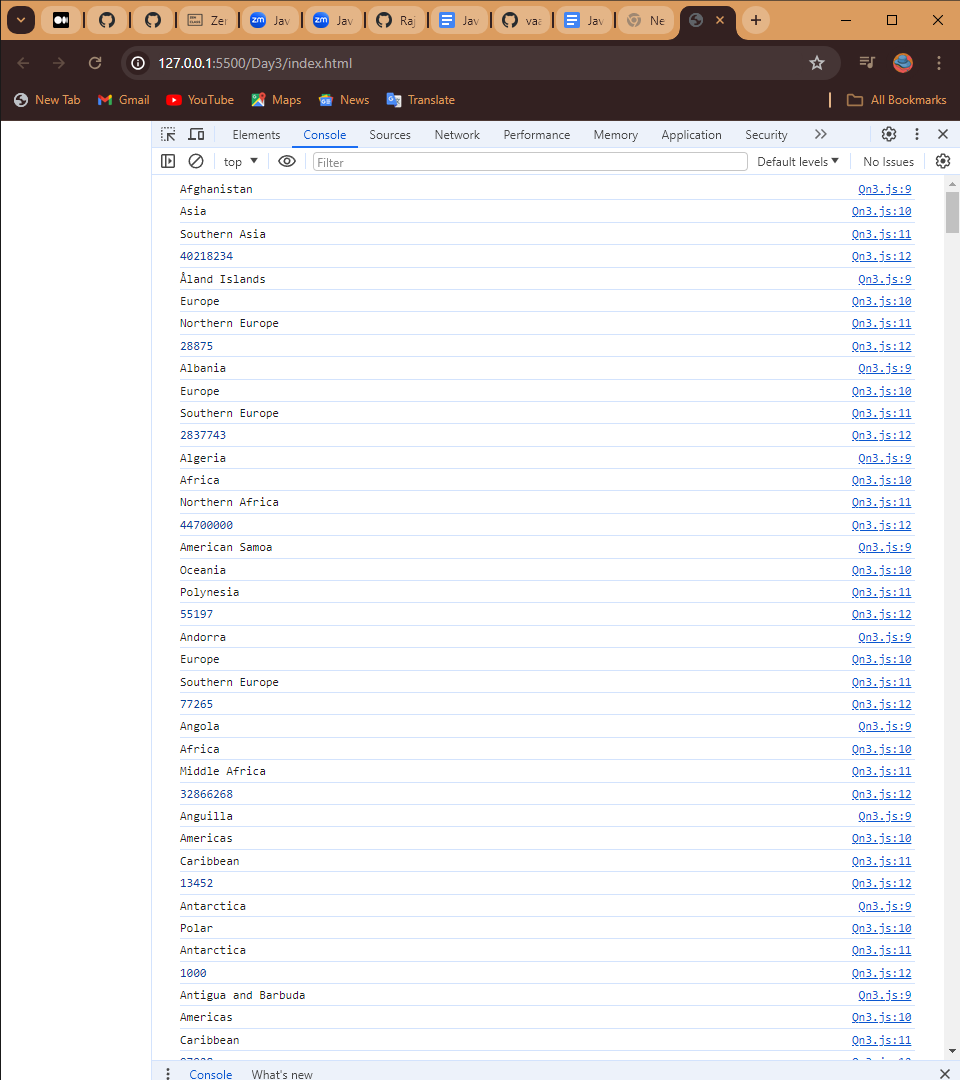 Zer
Jav
Jav
Raj
Jav
vaa
Jav
Ne
127.0.0.1:5500/Day3/index.html
New Tab
Gmail
YouTube
Maps
News
Translate
All Bookmarks
Elements
Console
Sources
Network
Performance
Memory
Application
Security
top
Filter
Default levels
No Issues
Afghanistan Qn3.js:9
Asia Qn3.js:10
Southern Asia Qn3.js:11
40218234 Qn3.js:12
Åland Islands Qn3.js:9
Europe Qn3.js:10
Northern Europe Qn3.js:11
28875 Qn3.js:12
Albania Qn3.js:9
Europe Qn3.js:10
Southern Europe Qn3.js:11
2837743 Qn3.js:12
Algeria Qn3.js:9
Africa Qn3.js:10
Northern Africa Qn3.js:11
44700000 Qn3.js:12
American Samoa Qn3.js:9
Oceania Qn3.js:10
Polynesia Qn3.js:11
55197 Qn3.js:12
Andorra Qn3.js:9
Europe Qn3.js:10
Southern Europe Qn3.js:11
77265 Qn3.js:12
Angola Qn3.js:9
Africa Qn3.js:10
Middle Africa Qn3.js:11
32866268 Qn3.js:12
Anguilla Qn3.js:9
Americas Qn3.js:10
Caribbean Qn3.js:11
13452 Qn3.js:12
Antarctica Qn3.js:9
Polar Qn3.js:10
Antarctica Qn3.js:11
1000 Qn3.js:12
Antigua and Barbuda Qn3.js:9
Americas Qn3.js:10
Caribbean Qn3.js:11
Console
What's new